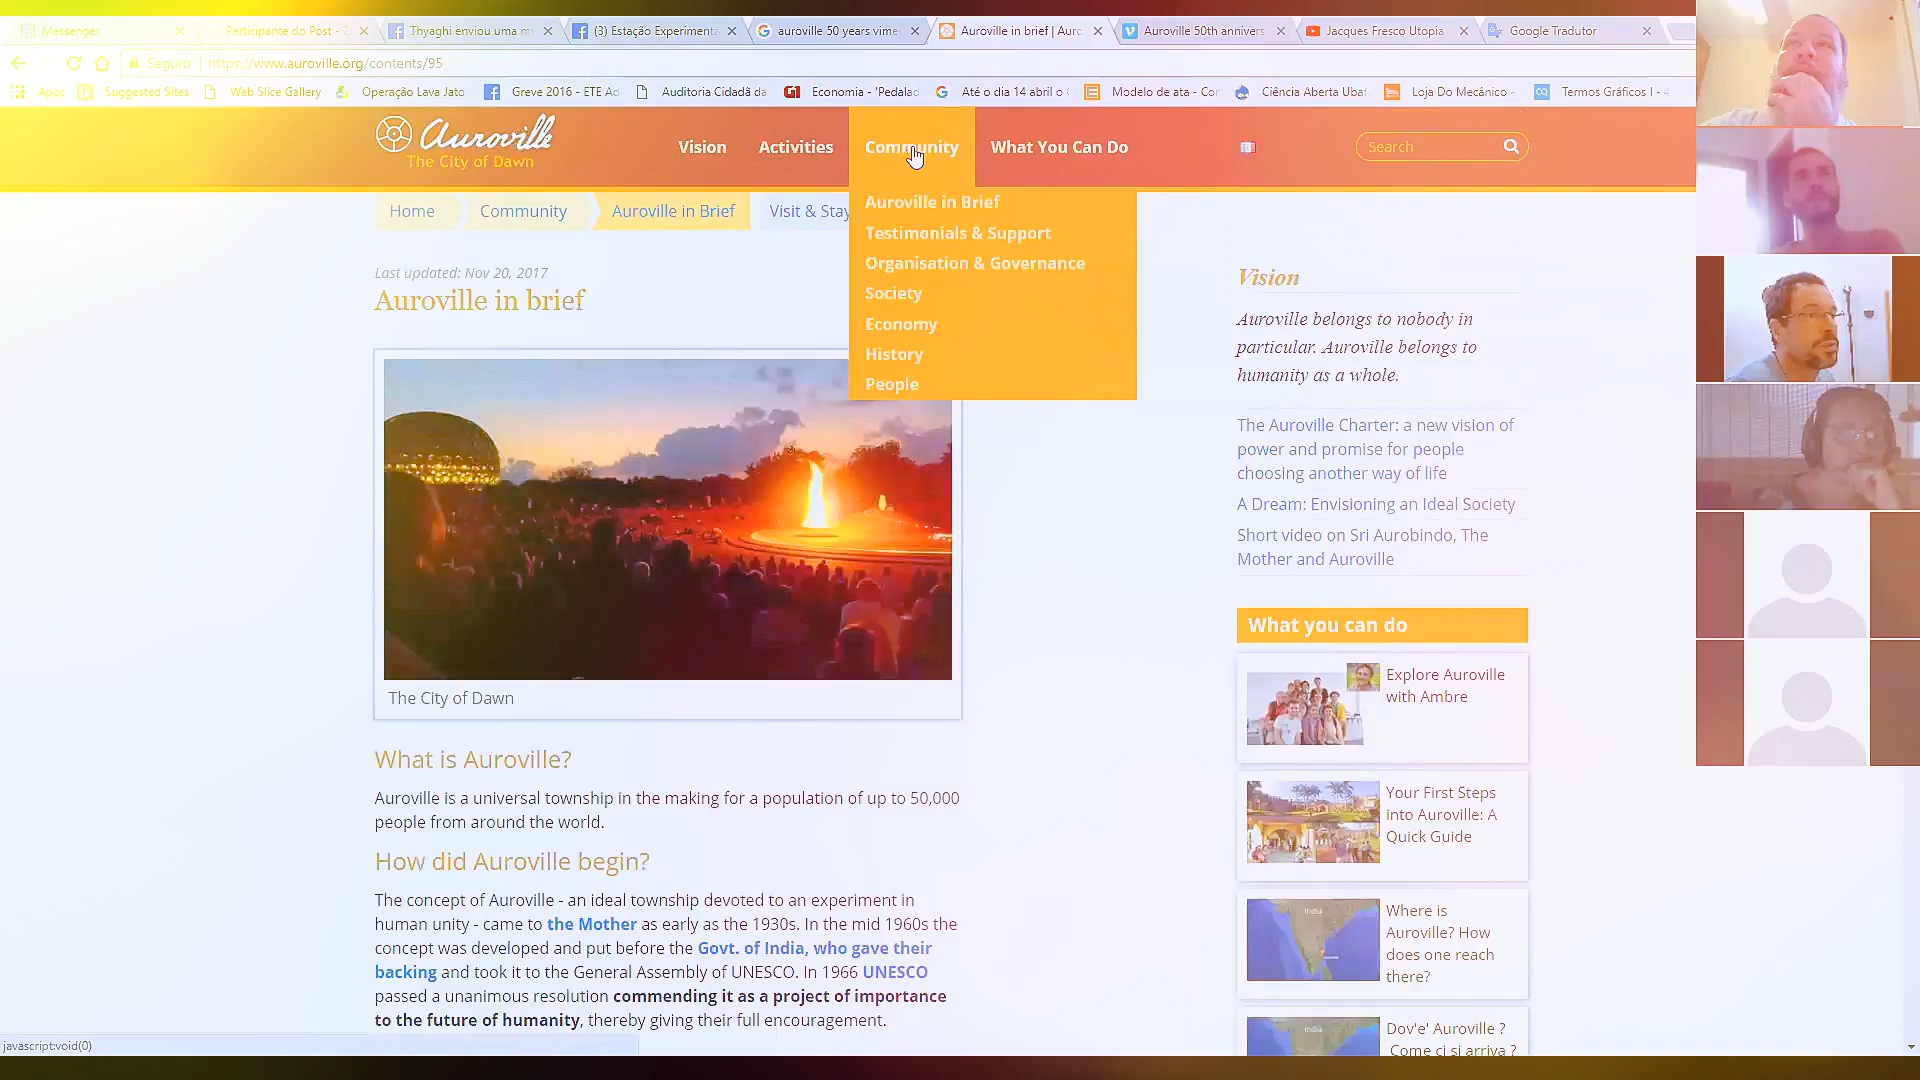 Messenger
Participante do Post - Z
Thyaghi enviou uma m
(3) Estação Experimenta
auroville 50 years vime
Auroville in brief | Auro
Auroville 50th annivers
Jacques Fresco Utopia
Google Tradutor
Seguro
https://www.auroville.org/contents/95
Apps
Suggested Sites
Web Slice Gallery
Operação Lava Jato
Greve 2016 - ETE Ad
Auditoria Cidadã da
Economia - 'Pedalad
Até o dia 14 abril o
Modelo de ata - Cor
Ciência Aberta Ubat
Loja Do Mecânico -
Termos Gráficos I - A
Auroville
The City of Dawn
Vision
Activities
Community
What You Can Do
Search
Home
Community
Auroville in Brief
Visit & Stay
Auroville in Brief
Testimonials & Support
Organisation & Governance
Society
Economy
History
People
Last updated: Nov 20, 2017
Auroville in brief
The City of Dawn
What is Auroville?
Auroville is a universal township in the making for a population of up to 50,000
people from around the world.
How did Auroville begin?
The concept of Auroville - an ideal township devoted to an experiment in
human unity - came to the Mother as early as the 1930s. In the mid 1960s the
concept was developed and put before the Govt. of India, who gave their
backing and took it to the General Assembly of UNESCO. In 1966 UNESCO
passed a unanimous resolution commending it as a project of importance
to the future of humanity, thereby giving their full encouragement.
Vision
Auroville belongs to nobody in
particular. Auroville belongs to
humanity as a whole.
The Auroville Charter: a new vision of
power and promise for people
choosing another way of life
A Dream: Envisioning an Ideal Society
Short video on Sri Aurobindo, The
Mother and Auroville
What you can do
Explore Auroville
with Ambre
Your First Steps
into Auroville: A
Quick Guide
India
Where is
Auroville? How
does one reach
there?
India
Dov'e' Auroville ?
Come ci si arriva ?
javascript:void(0)